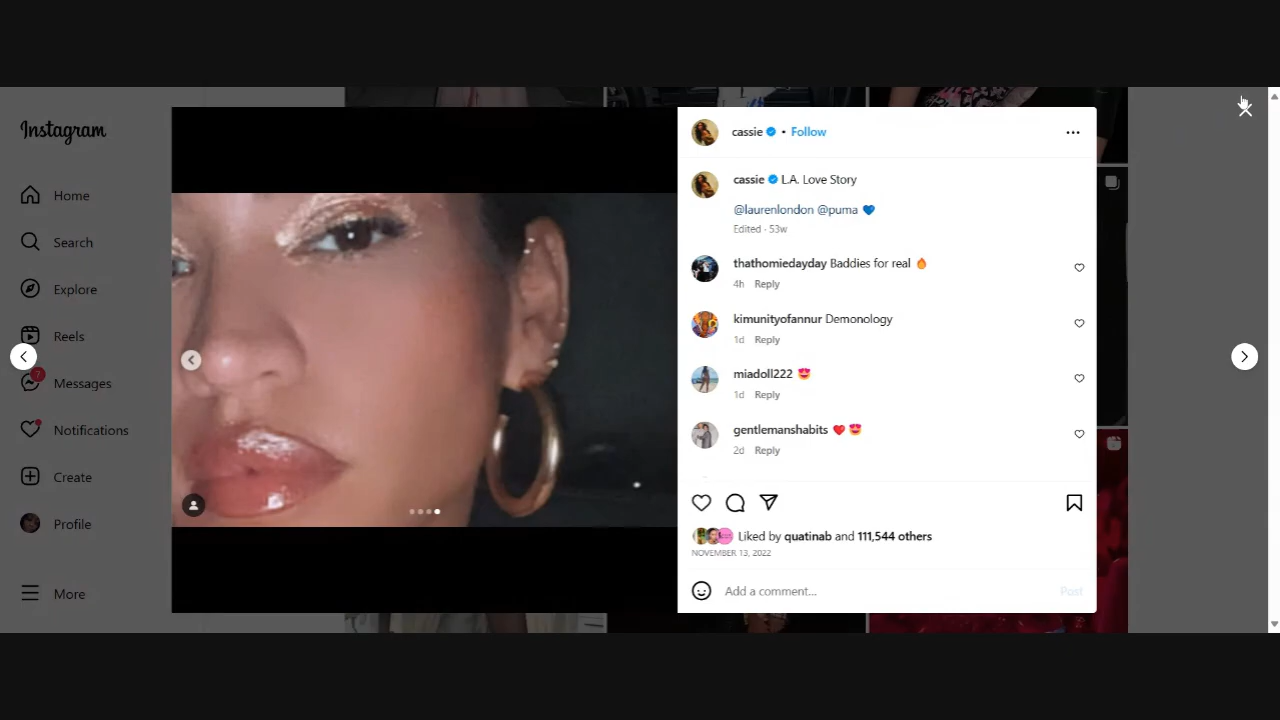 Instagram
Home
Search
Explore
Reels
7
Messages
Notifications
Create
Profile
More
cassie • Follow
cassie L.A. Love Story
@laurenlondon @puma 💙
Edited · 53w
thathomiedayday Baddies for real 🔥
4h Reply
kimunityofannur Demonology
1d Reply
miadoll222 😍
1d Reply
gentlemanshabits ❤️ 😍
2d Reply
Liked by quatinab and 111,544 others
NOVEMBER 13, 2022
Add a comment...
Post